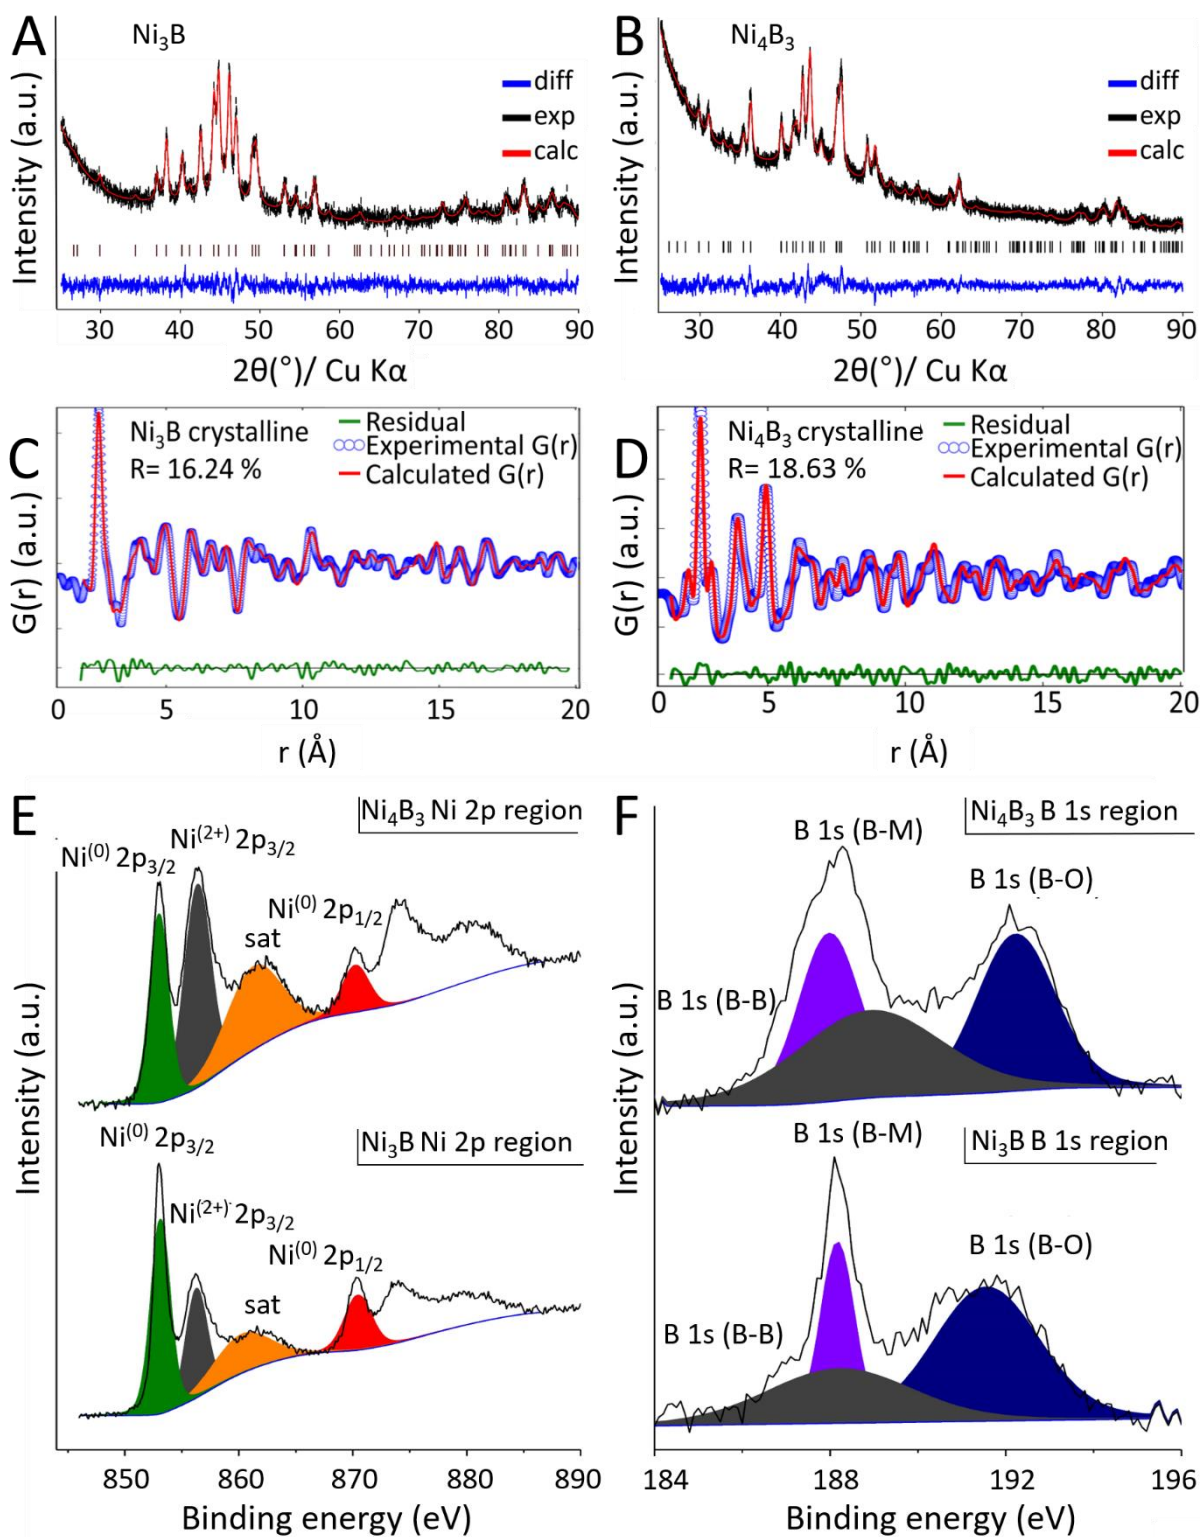 A
Ni₃B
diff
exp
calc
Intensity (a.u.)
30 40 50 60 70 80 90
2θ(°)/ Cu Kα
B
Ni₄B₃
diff
exp
calc
Intensity (a.u.)
30 40 50 60 70 80 90
2θ(°)/ Cu Kα
C
Ni₃B crystalline
R= 16.24 %
Residual
Experimental G(r)
Calculated G(r)
G(r) (a.u.)
0 5 10 15 20
r (Å)
D
Ni₄B₃ crystalline
R= 18.63 %
Residual
Experimental G(r)
Calculated G(r)
G(r) (a.u.)
0 5 10 15 20
r (Å)
E
Ni₄B₃ Ni 2p region
Ni⁽²⁺⁾ 2p₃/₂
Ni⁽⁰⁾ 2p₃/₂
Ni⁽⁰⁾ 2p₁/₂
sat
Ni₃B Ni 2p region
Ni⁽⁰⁾ 2p₃/₂
Ni⁽²⁺⁾ 2p₃/₂
Ni⁽⁰⁾ 2p₁/₂
sat
Intensity (a.u.)
850 860 870 880 890
Binding energy (eV)
F
Ni₄B₃ B 1s region
B 1s (B-M)
B 1s (B-O)
B 1s (B-B)
Ni₃B B 1s region
B 1s (B-M)
B 1s (B-O)
B 1s (B-B)
Intensity (a.u.)
184 188 192 196
Binding energy (eV)